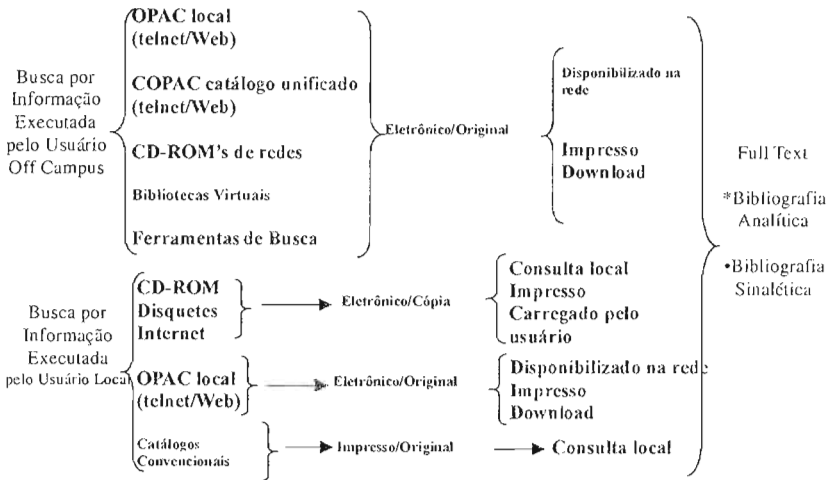 Busca por
Informação
Executada
pelo Usuário
Off Campus
OPAC local
(telnet/Web)
COPAC catálogo unificado
(telnet/Web)
CD-ROM's de redes
Bibliotecas Virtuais
Ferramentas de Busca
Eletrônico/Original
Disponibilizado na
rede
Impresso
Download
Full Text
*Bibliografia
Analítica
•Bibliografia
Sinalética
Busca por
Informação
Executada
pelo Usuário Local
CD-ROM
Disquetes
Internet
Eletrônico/Cópia
Consulta local
Impresso
Carregado pelo
usuário
OPAC local
(telnet/Web)
Eletrônico/Original
Disponibilizado na rede
Impresso
Download
Catálogos
Convencionais
Impresso/Original
Consulta local